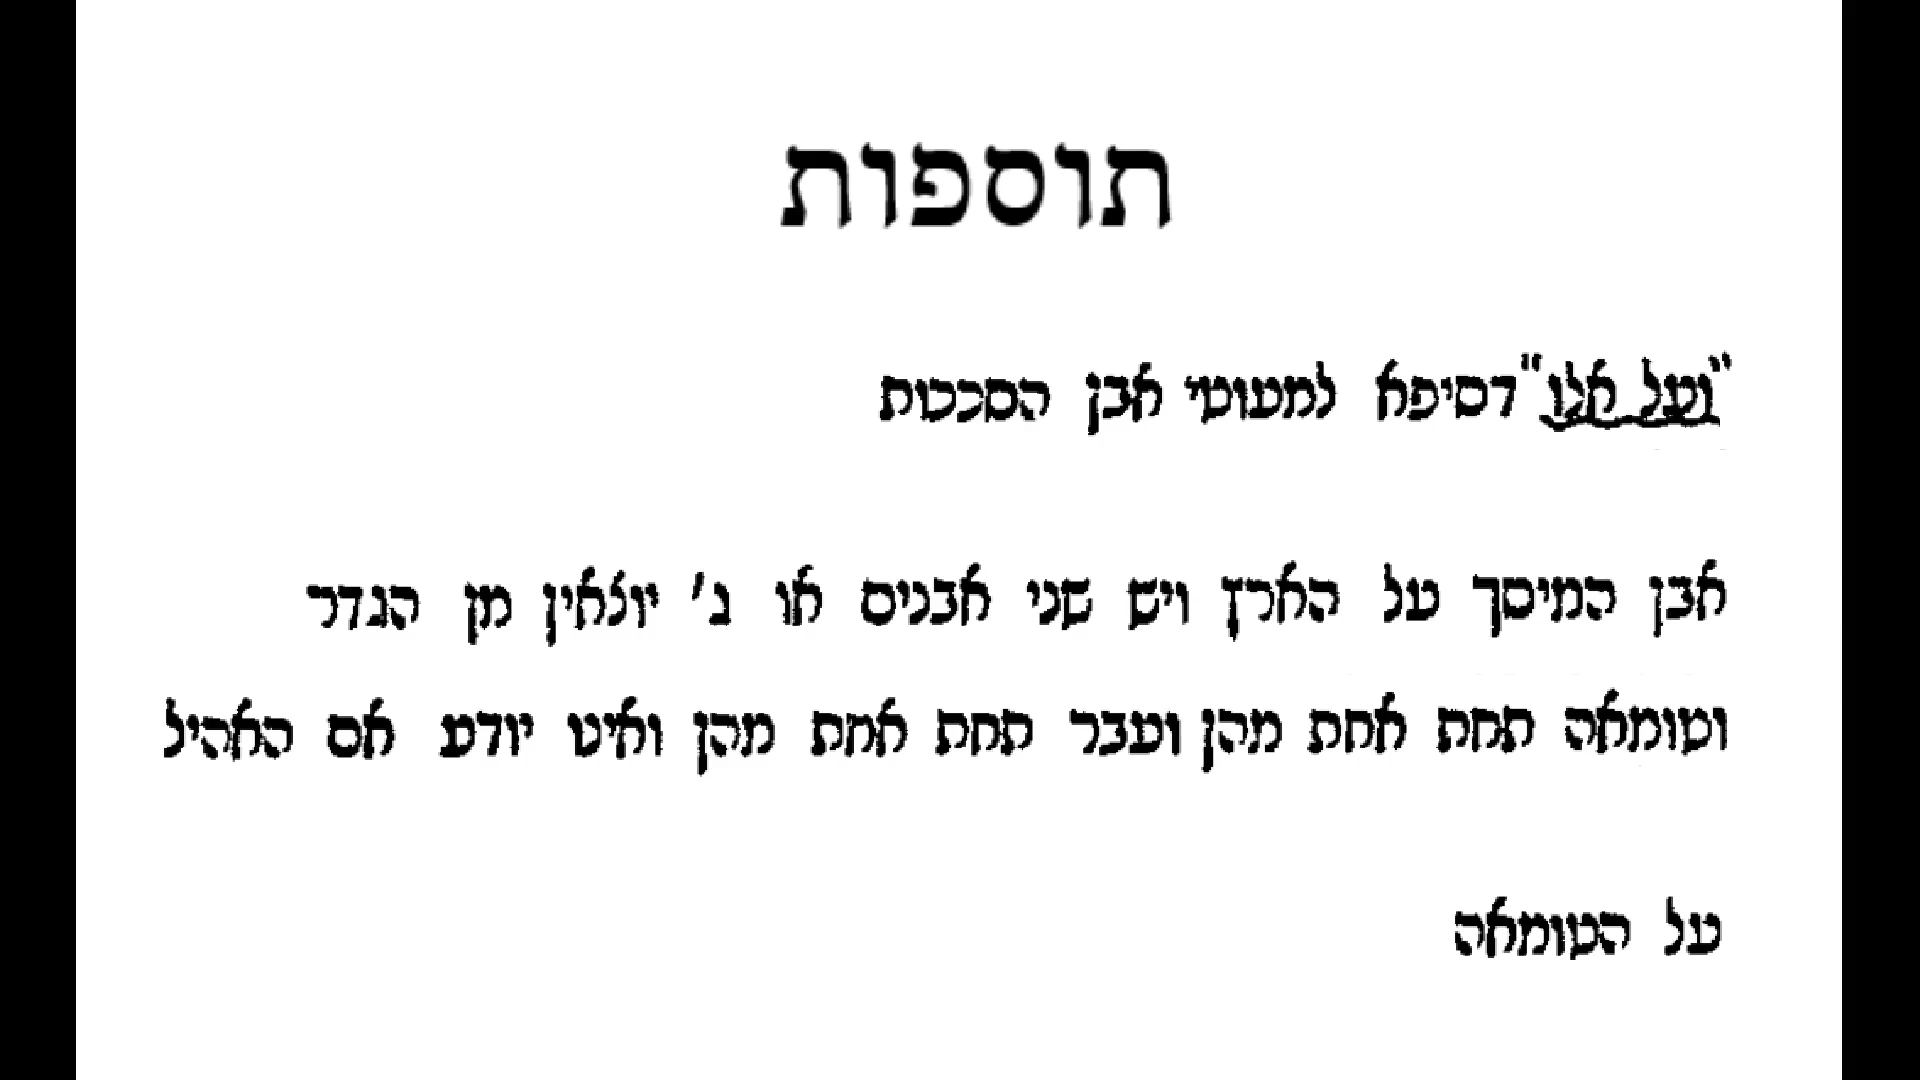 תוספות
"ועל אלו" דסיפא למעוטי אבן הסככות
אבן המיסך על הארץ ויש שני אבנים או ג' יוצאין מן הגדר
וטומאה תחת אחת מהן ועבר תחת אחת מהן ואינו יודע אם האהיל
על הטומאה